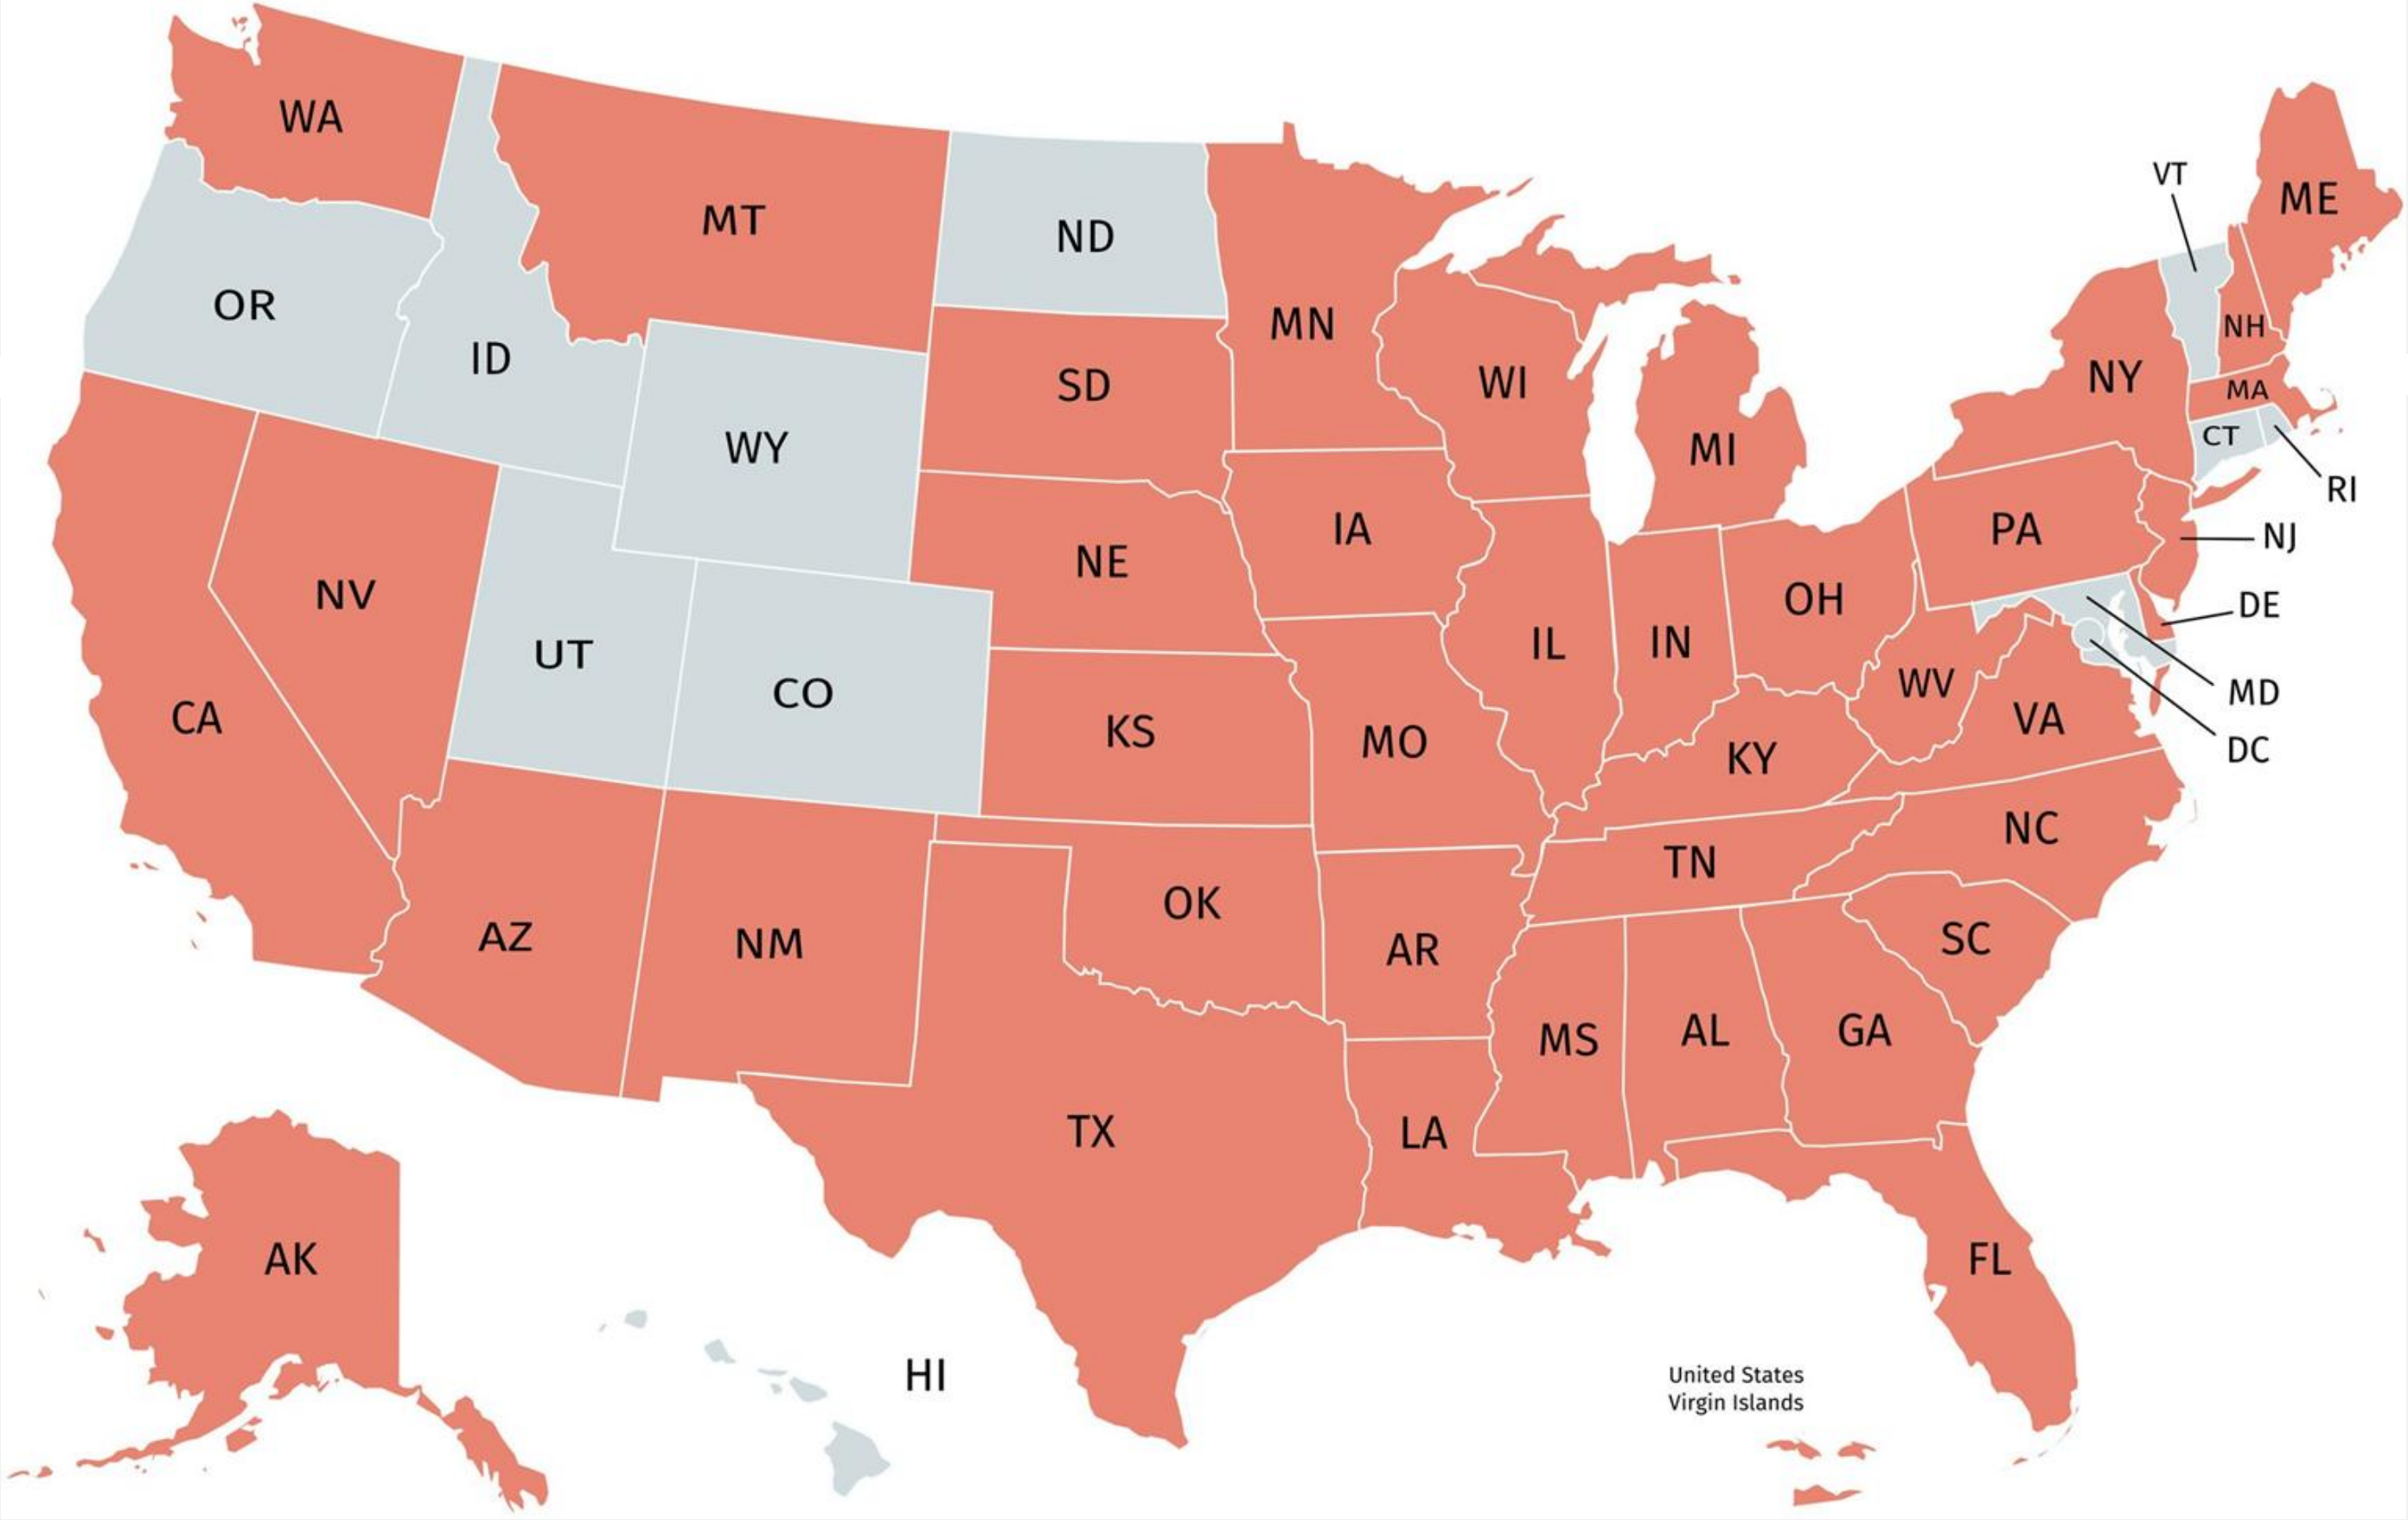 WA
VT
ME
MT
ND
OR
MN
NH
ID
WI
NY
SD
MA
CT
WY
MI
RI
IA
PA
NJ
NE
NV
OH
DE
IL
IN
UT
WV
MD
CO
CA
VA
KS
MO
DC
KY
NC
TN
OK
AZ
NM
SC
AR
MS
AL
GA
TX
LA
AK
FL
HI
United States
Virgin Islands